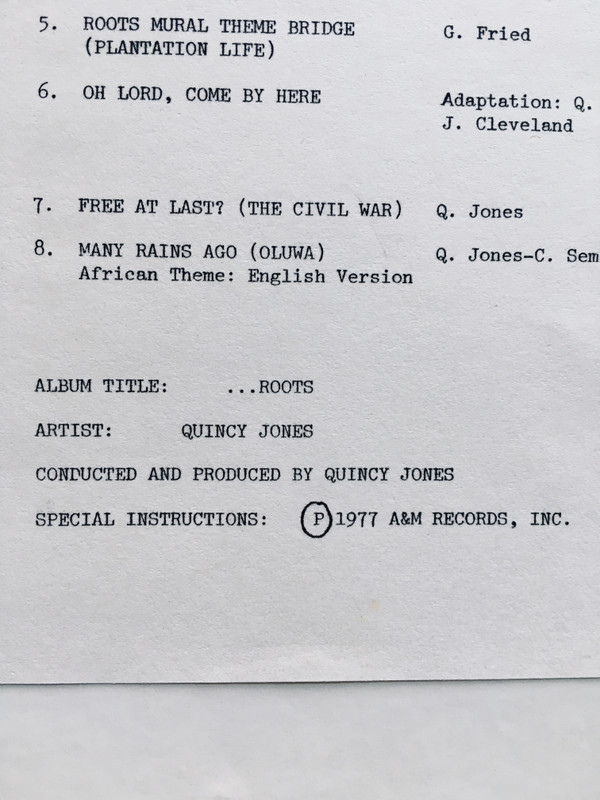 5. ROOTS MURAL THEME BRIDGE G. Fried
(PLANTATION LIFE)
6. OH LORD, COME BY HERE Adaptation: Q.
J. Cleveland
7. FREE AT LAST? (THE CIVIL WAR) Q. Jones
8. MANY RAINS AGO (OLUWA) Q. Jones-C. Sem
African Theme: English Version
ALBUM TITLE: ...ROOTS
ARTIST: QUINCY JONES
CONDUCTED AND PRODUCED BY QUINCY JONES
SPECIAL INSTRUCTIONS: Ⓟ1977 A&M RECORDS, INC.